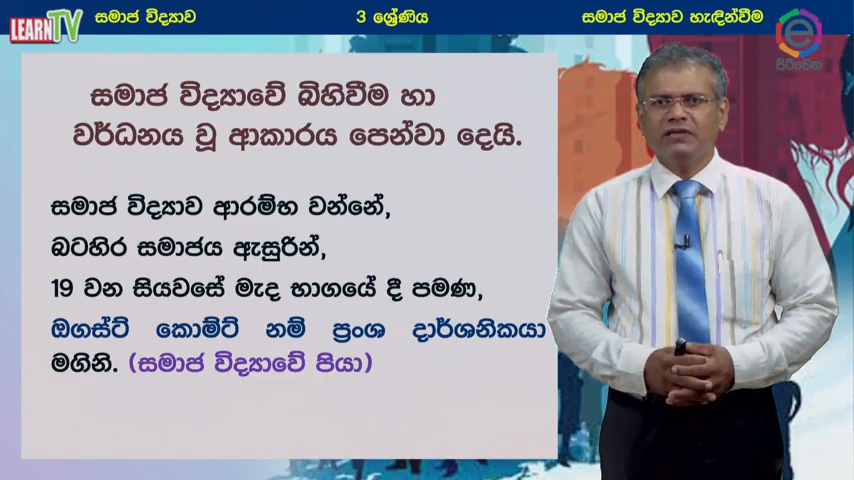 LEARN TV
සමාජ විද්‍යාව
3 ශ්‍රේණිය
සමාජ විද්‍යාව හැඳින්වීම
පිරිවෙන
සමාජ විද්‍යාවේ බිහිවීම හා
වර්ධනය වූ ආකාරය පෙන්වා දෙයි.
සමාජ විද්‍යාව ආරම්භ වන්නේ,
බටහිර සමාජය ඇසුරින්,
19 වන සියවසේ මැද භාගයේ දී පමණ,
ඔගස්ට් කොම්ට් නම් ප්‍රංශ දාර්ශනිකයා
මගිනි. (සමාජ විද්‍යාවේ පියා)